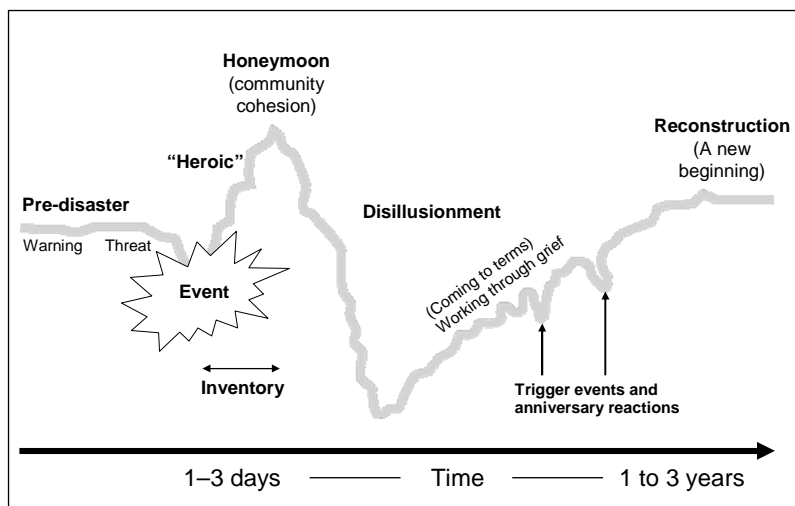 Honeymoon
(community
cohesion)
“Heroic”
Reconstruction
(A new
beginning)
Pre-disaster
Warning Threat
Disillusionment
Event
(Coming to terms)
Working through grief
Inventory
Trigger events and
anniversary reactions
1–3 days
Time
1 to 3 years